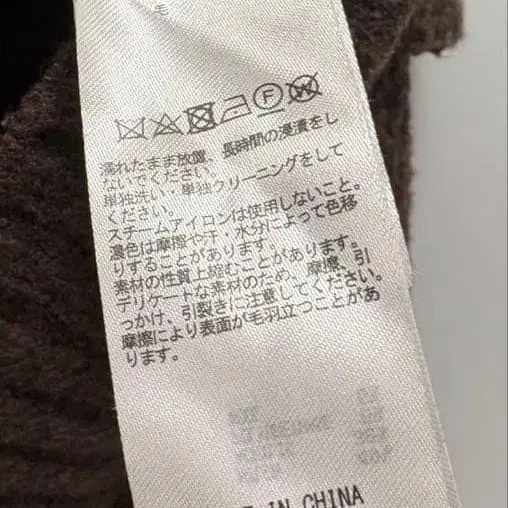 毛
F W
濡れたまま放置、長時間の浸漬をし
ないでください。
単独洗い・単独クリーニングをして
ください。
スチームアイロンは使用しないこと。
濃色は摩擦や汗・水分によって色移
りすることがあります。
素材の性質上縮むことがあります。
デリケートな素材のため、摩擦、引
っかけ、引裂きに注意してください。
摩擦により表面が毛羽立つことがあ
ります。
IN CHINA